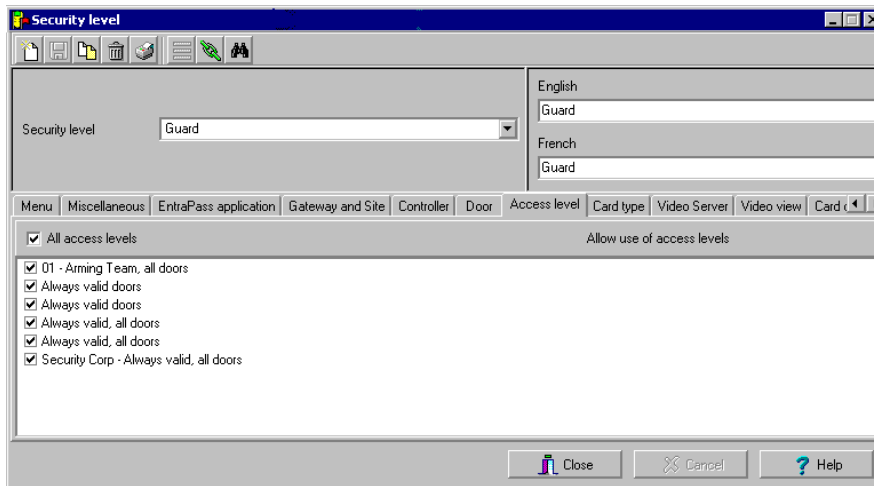 Security level
English
Guard
Security level
Guard
French
Guard
Menu Miscellaneous EntraPass application Gateway and Site Controller Door Access level Card type Video Server Video view Card
All access levels
Allow use of access levels
01 - Arming Team, all doors
Always valid doors
Always valid doors
Always valid, all doors
Always valid, all doors
Security Corp - Always valid, all doors
Close
Cancel
Help